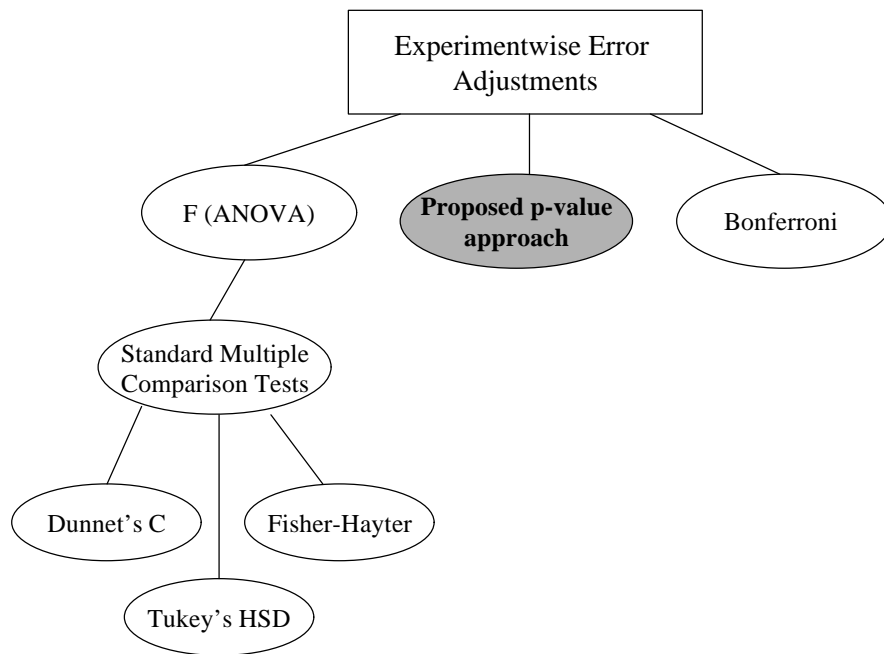 Experimentwise Error
Adjustments
F (ANOVA)
Proposed p-value
approach
Bonferroni
Standard Multiple
Comparison Tests
Dunnet’s C
Fisher-Hayter
Tukey’s HSD